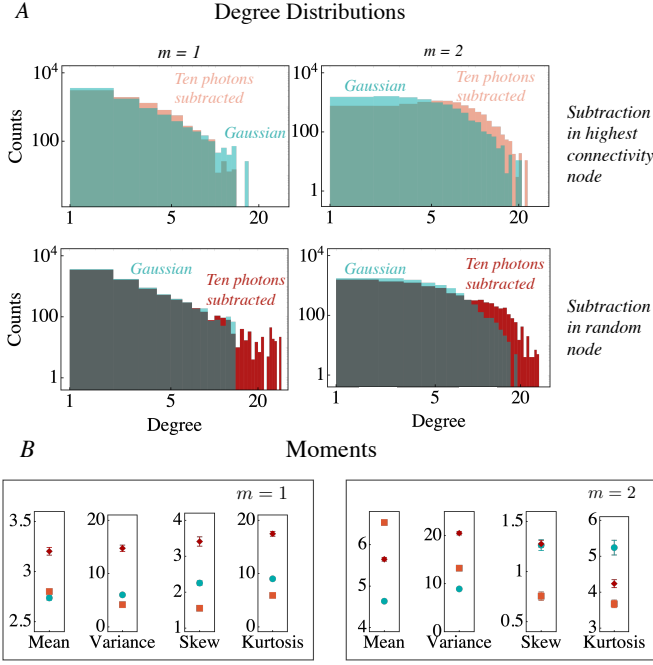 A Degree Distributions
m = 1
m = 2
10^4
Ten photons
subtracted
Gaussian
100
Counts
1
5
20
10^4
Gaussian
Ten photons
subtracted
100
1
1
5
20
Subtraction
in highest
connectivity
node
10^4
Gaussian
Ten photons
subtracted
100
Counts
1
1
5
20
Degree
10^4
Gaussian
Ten photons
subtracted
100
1
1
5
20
Degree
Subtraction
in random
node
B Moments
m = 1
3.5
3
2.5
Mean
20
10
0
Variance
4
3
2
1
Skew
20
10
0
Kurtosis
m = 2
6
5
4
Mean
20
10
0
Variance
1.5
1
0.5
Skew
6
5
4
3
Kurtosis